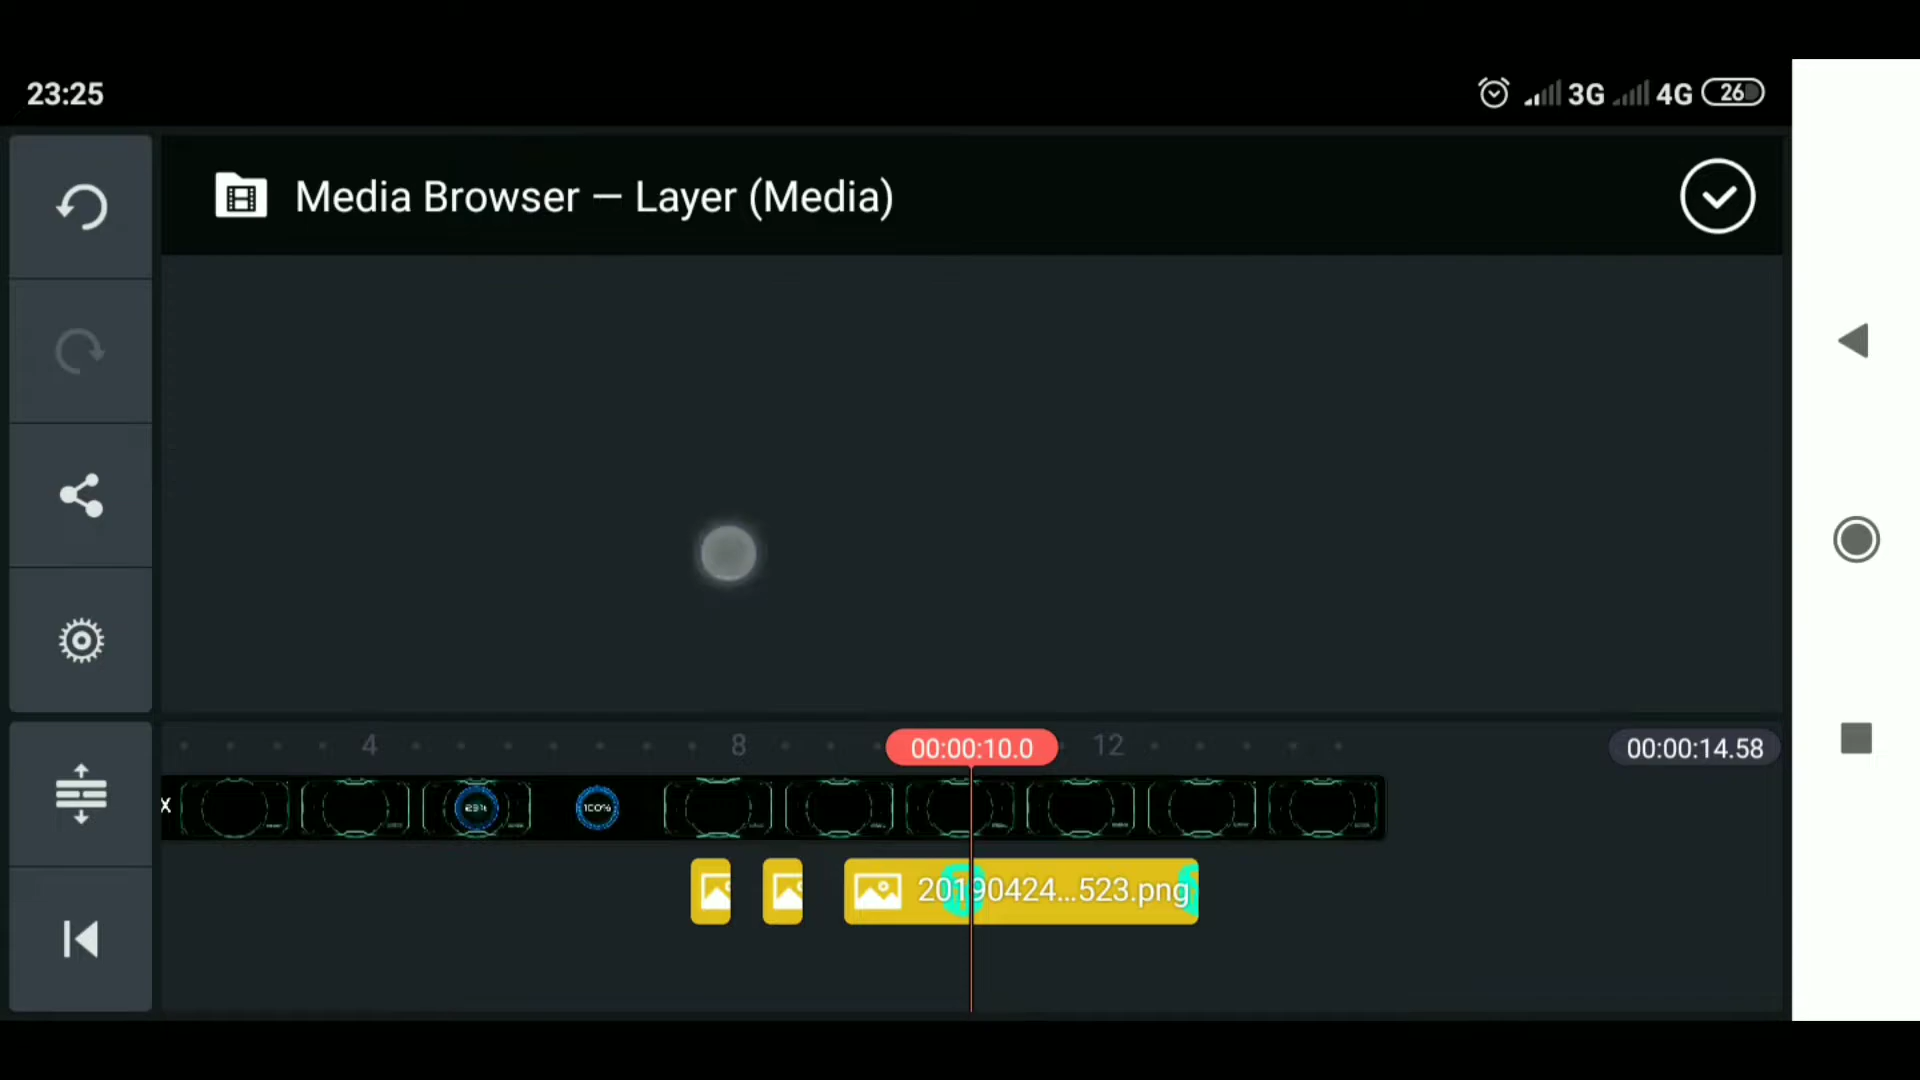 23:25
3G 4G 26
Media Browser — Layer (Media)
4 8 00:00:10.0 12 00:00:14.58
X 100%
20190424...523.png